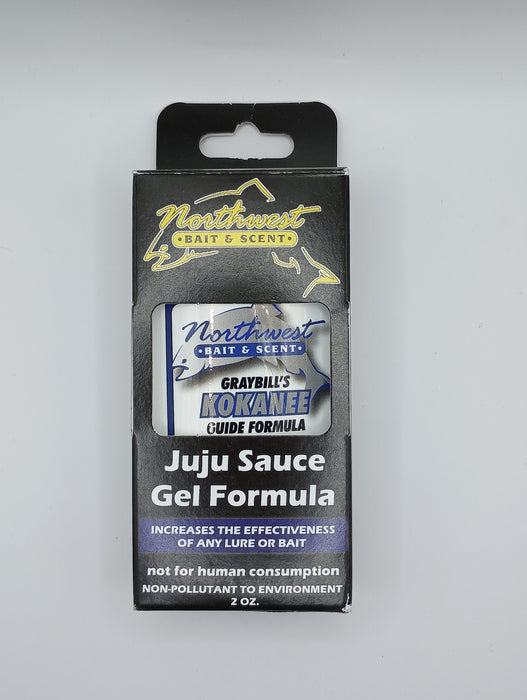 Northwest
• BAIT & SCENT •
Northwest
• BAIT & SCENT •
GRAYBILL'S
KOKANEE
GUIDE FORMULA
Juju Sauce
Gel Formula
INCREASES THE EFFECTIVENESS
OF ANY LURE OR BAIT
not for human consumption
NON-POLLUTANT TO ENVIRONMENT
2 OZ.